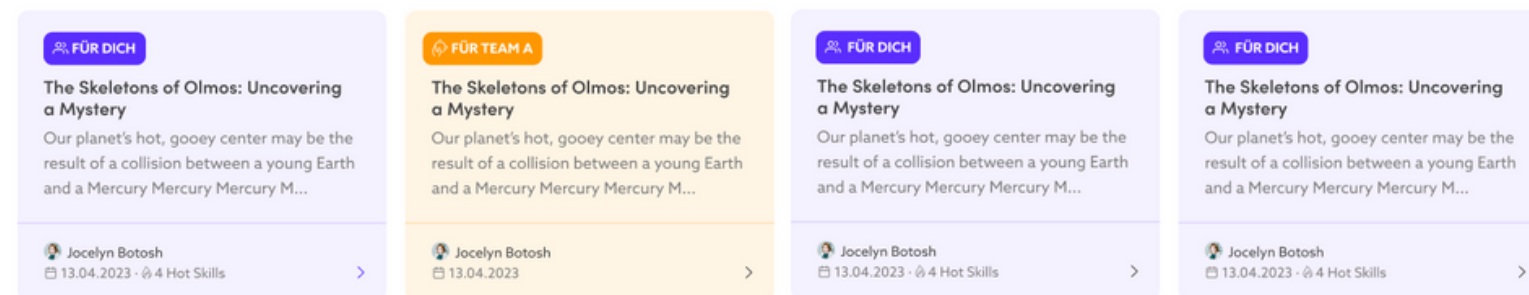 FÜR DICH
The Skeletons of Olmos: Uncovering
a Mystery
Our planet's hot, gooey center may be the
result of a collision between a young Earth
and a Mercury Mercury Mercury M...
Jocelyn Botosh
13.04.2023 · 4 Hot Skills
FÜR TEAM A
The Skeletons of Olmos: Uncovering
a Mystery
Our planet's hot, gooey center may be the
result of a collision between a young Earth
and a Mercury Mercury Mercury M...
Jocelyn Botosh
13.04.2023
FÜR DICH
The Skeletons of Olmos: Uncovering
a Mystery
Our planet's hot, gooey center may be the
result of a collision between a young Earth
and a Mercury Mercury Mercury M...
Jocelyn Botosh
13.04.2023 · 4 Hot Skills
FÜR DICH
The Skeletons of Olmos: Uncovering
a Mystery
Our planet's hot, gooey center may be the
result of a collision between a young Earth
and a Mercury Mercury Mercury M...
Jocelyn Botosh
13.04.2023 · 4 Hot Skills